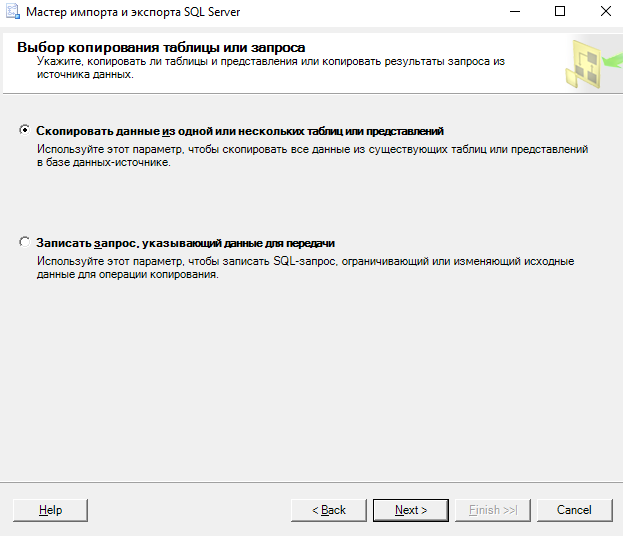 Мастер импорта и экспорта SQL Server
Выбор копирования таблицы или запроса
Укажите, копировать ли таблицы и представления или копировать результаты запроса из
источника данных.
Скопировать данные из одной или нескольких таблиц или представлений
Используйте этот параметр, чтобы скопировать все данные из существующих таблиц или представлений
в базе данных-источнике.
Записать запрос, указывающий данные для передачи
Используйте этот параметр, чтобы записать SQL-запрос, ограничивающий или изменяющий исходные
данные для операции копирования.
Help
< Back
Next >
Finish >>|
Cancel